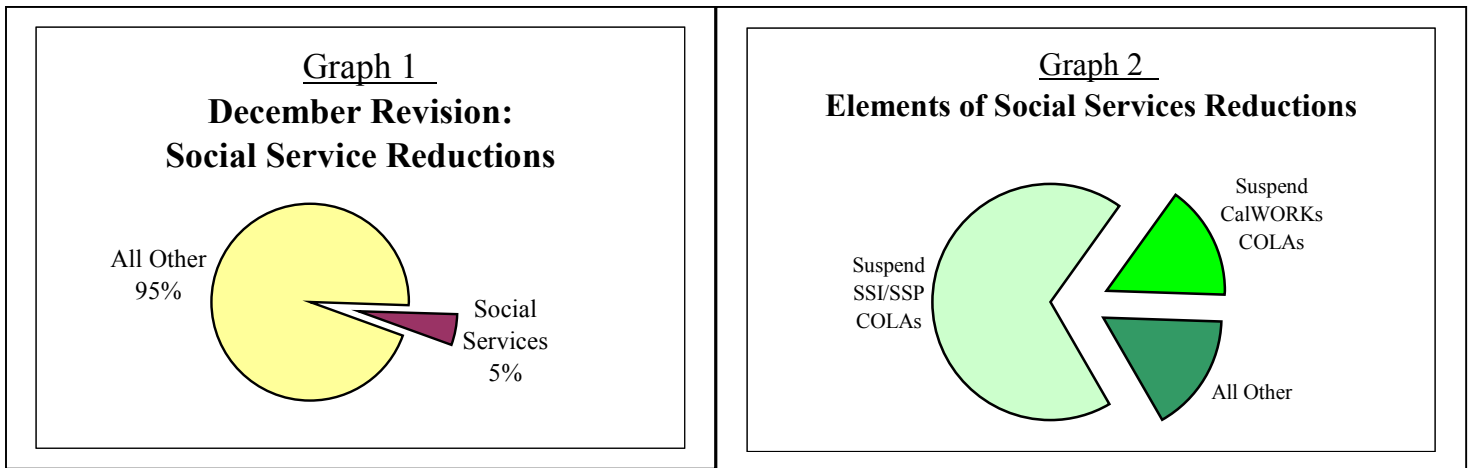 Graph 1
December Revision:
Social Service Reductions
All Other
95%
Social
Services
5%
Graph 2
Elements of Social Services Reductions
Suspend
SSI/SSP
COLAs
Suspend
CalWORKs
COLAs
All Other